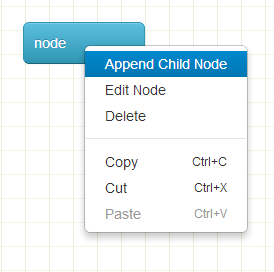 node
Append Child Node
Edit Node
Delete
Copy Ctrl+C
Cut Ctrl+X
Paste Ctrl+V